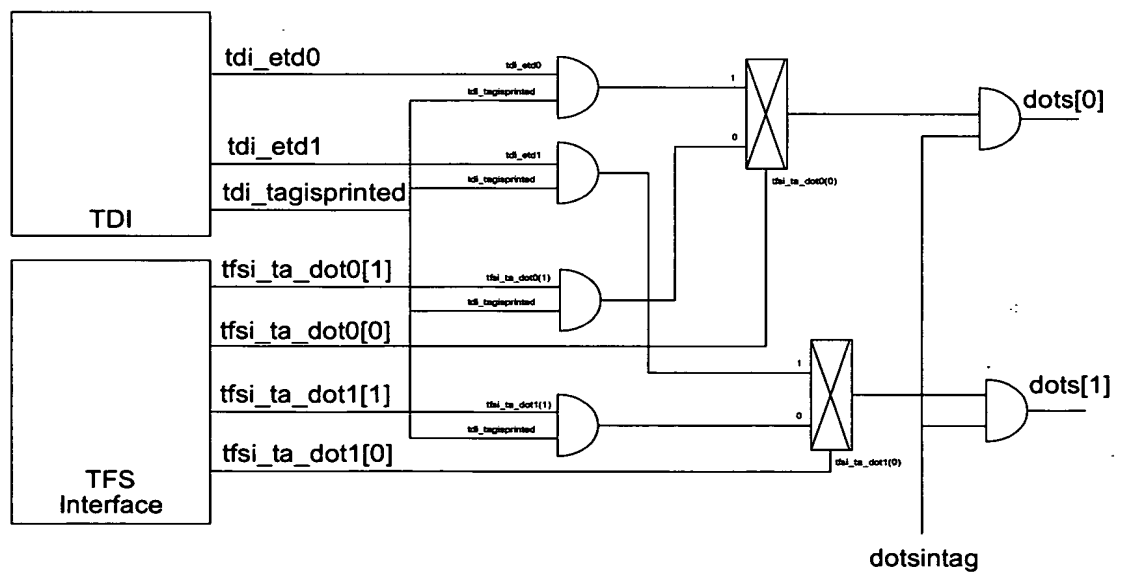 tdi_etd0
tdi_etd0
tdi_tagisprinted
1
dots[0]
tdi_etd1
tdi_etd1
0
tdi_tagisprinted
tdi_tagisprinted
tfsi_ta_dot0(0)
TDI
tfsi_ta_dot0[1]
tfsi_ta_dot0(1)
tdi_tagisprinted
tfsi_ta_dot0[0]
1
tfsi_ta_dot1[1]
tfsi_ta_dot1(1)
0
dots[1]
tdi_tagisprinted
tfsi_ta_dot1[0]
tfsi_ta_dot1(0)
TFS
Interface
dotsintag